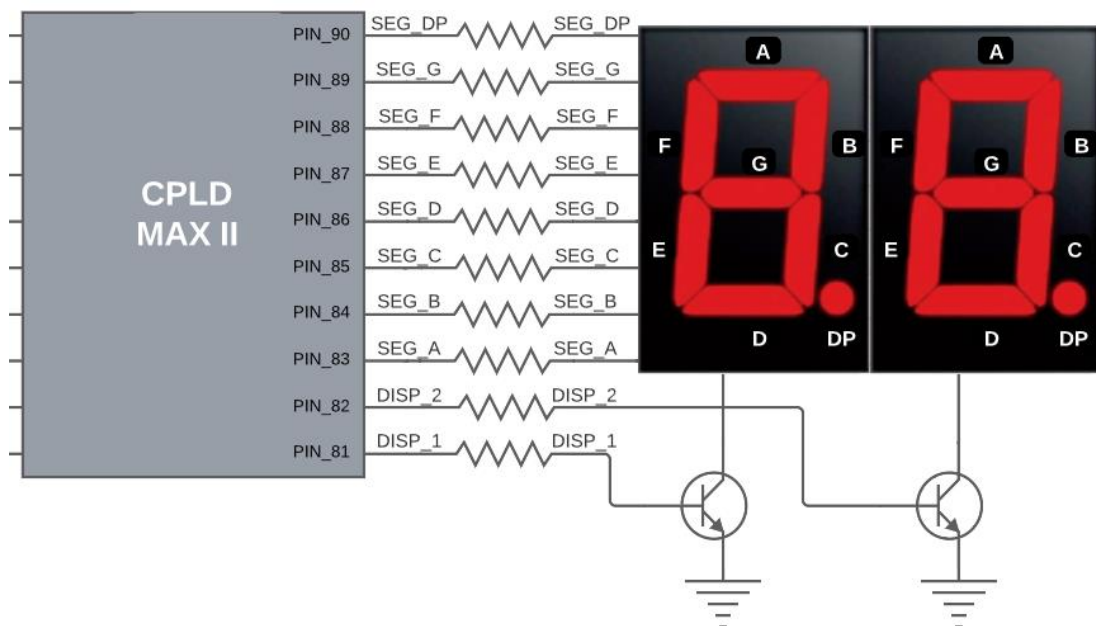 PIN_90 SEG_DP SEG_DP
PIN_89 SEG_G SEG_G
PIN_88 SEG_F SEG_F
PIN_87 SEG_E SEG_E
PIN_86 SEG_D SEG_D
PIN_85 SEG_C SEG_C
PIN_84 SEG_B SEG_B
PIN_83 SEG_A SEG_A
PIN_82 DISP_2 DISP_2
PIN_81 DISP_1 DISP_1
CPLD
MAX II
A
F B
G
E C
D DP
A
F B
G
E C
D DP